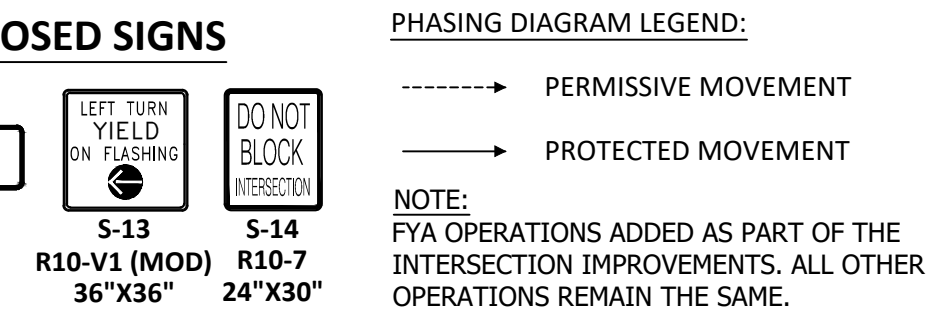 OSED SIGNS
LEFT TURN
YIELD
ON FLASHING
S-13
R10-V1 (MOD)
36"X36"
DO NOT
BLOCK
INTERSECTION
S-14
R10-7
24"X30"
PHASING DIAGRAM LEGEND:
PERMISSIVE MOVEMENT
PROTECTED MOVEMENT
NOTE:
FYA OPERATIONS ADDED AS PART OF THE
INTERSECTION IMPROVEMENTS. ALL OTHER
OPERATIONS REMAIN THE SAME.